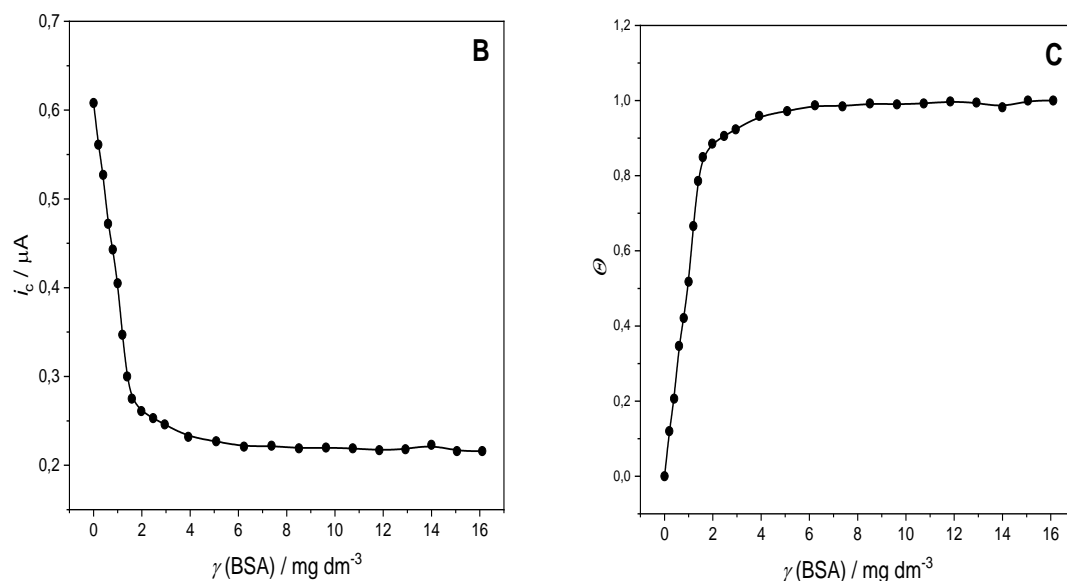 B
0,7
0,6
0,5
0,4
0,3
0,2
i_c / μA
0 2 4 6 8 10 12 14 16
γ (BSA) / mg dm⁻³
C
1,2
1,0
0,8
0,6
0,4
0,2
0,0
Θ
0 2 4 6 8 10 12 14 16
γ (BSA) / mg dm⁻³